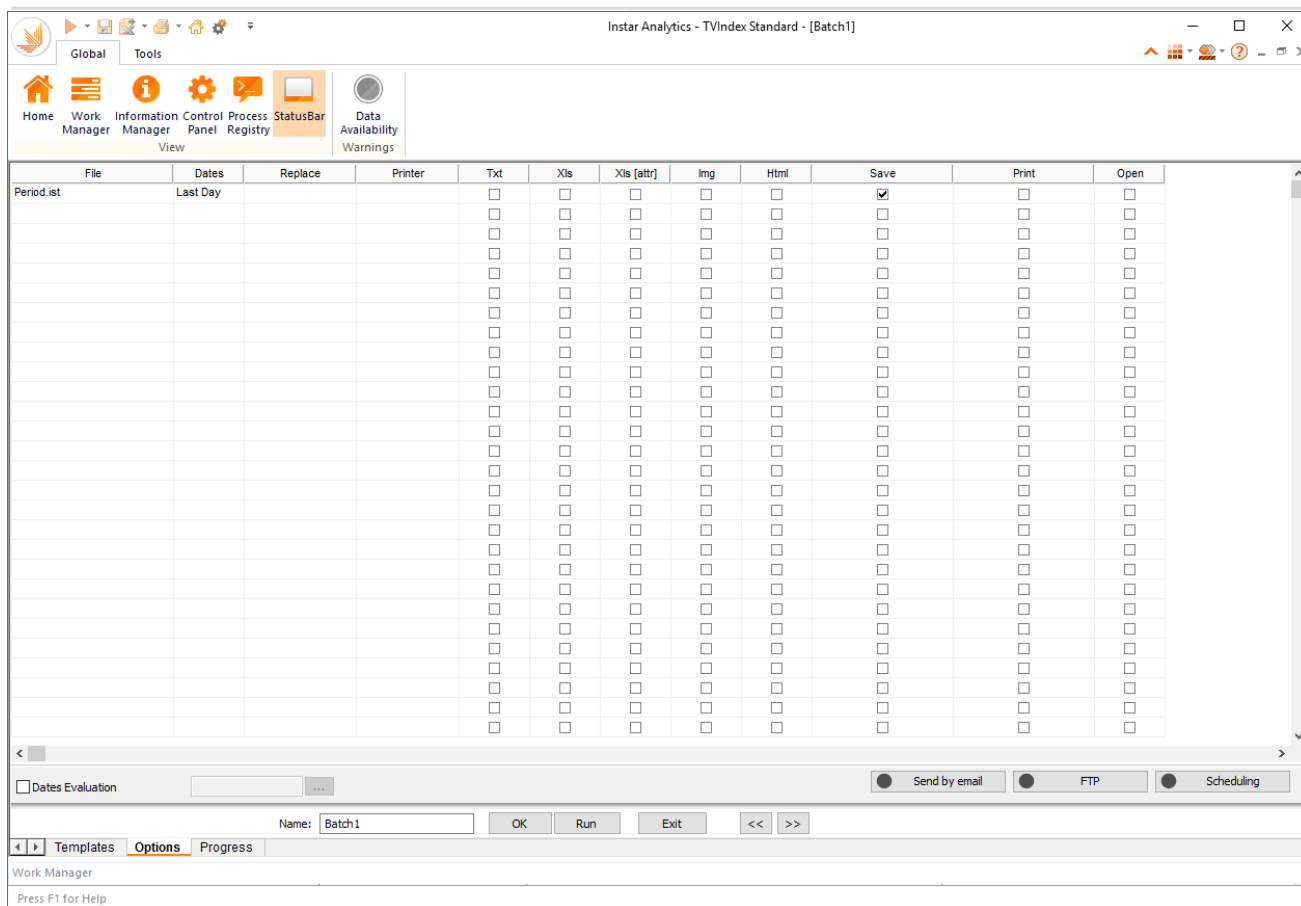 Instar Analytics - TVIndex Standard - [Batch1]
Global Tools
Home Work Manager Information Manager Control Panel Process Registry StatusBar Data Availability
View Warnings
File Dates Replace Printer Txt Xls Xls [attr] Img Html Save Print Open
Period.ist Last Day
Dates Evaluation ... Send by email FTP Scheduling
Name: Batch1 OK Run Exit << >>
Templates Options Progress
Work Manager
Press F1 for Help